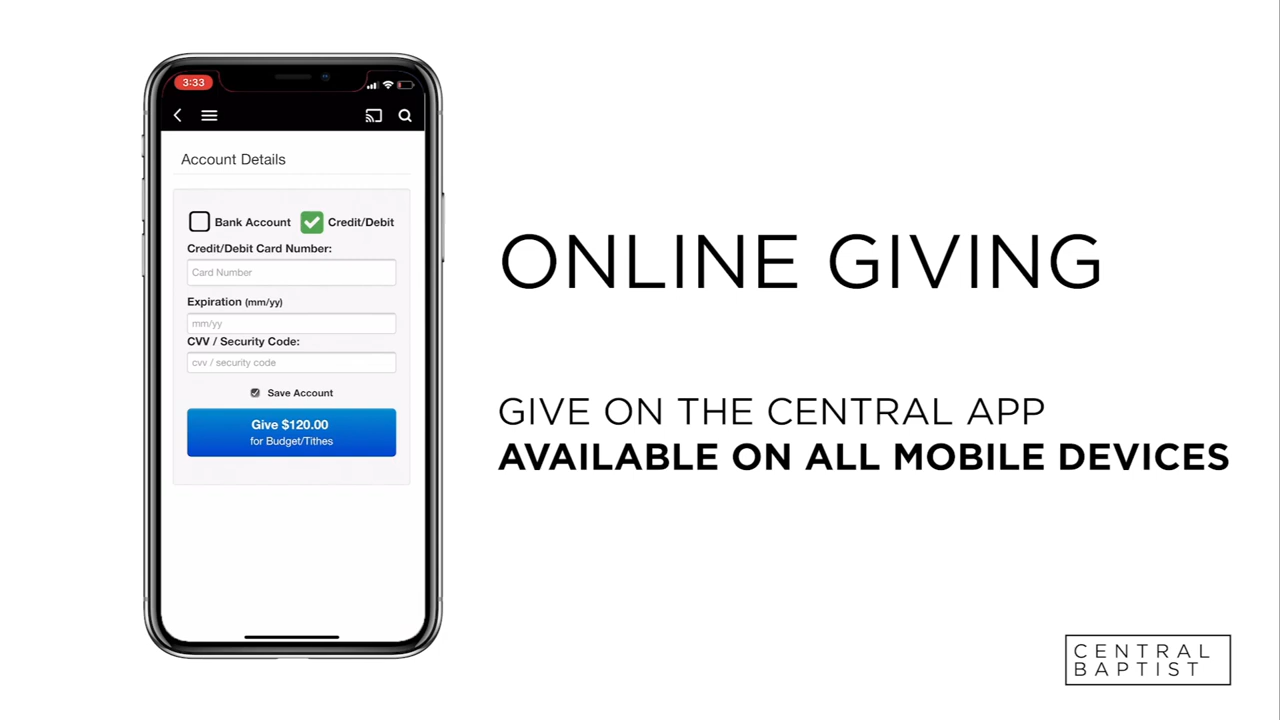 3:33
Account Details
Bank Account Credit/Debit
Credit/Debit Card Number:
Card Number
Expiration (mm/yy)
mm/yy
CVV / Security Code:
cvv / security code
Save Account
Give $120.00
for Budget/Tithes
ONLINE GIVING
GIVE ON THE CENTRAL APP
AVAILABLE ON ALL MOBILE DEVICES
CENTRAL
BAPTIST